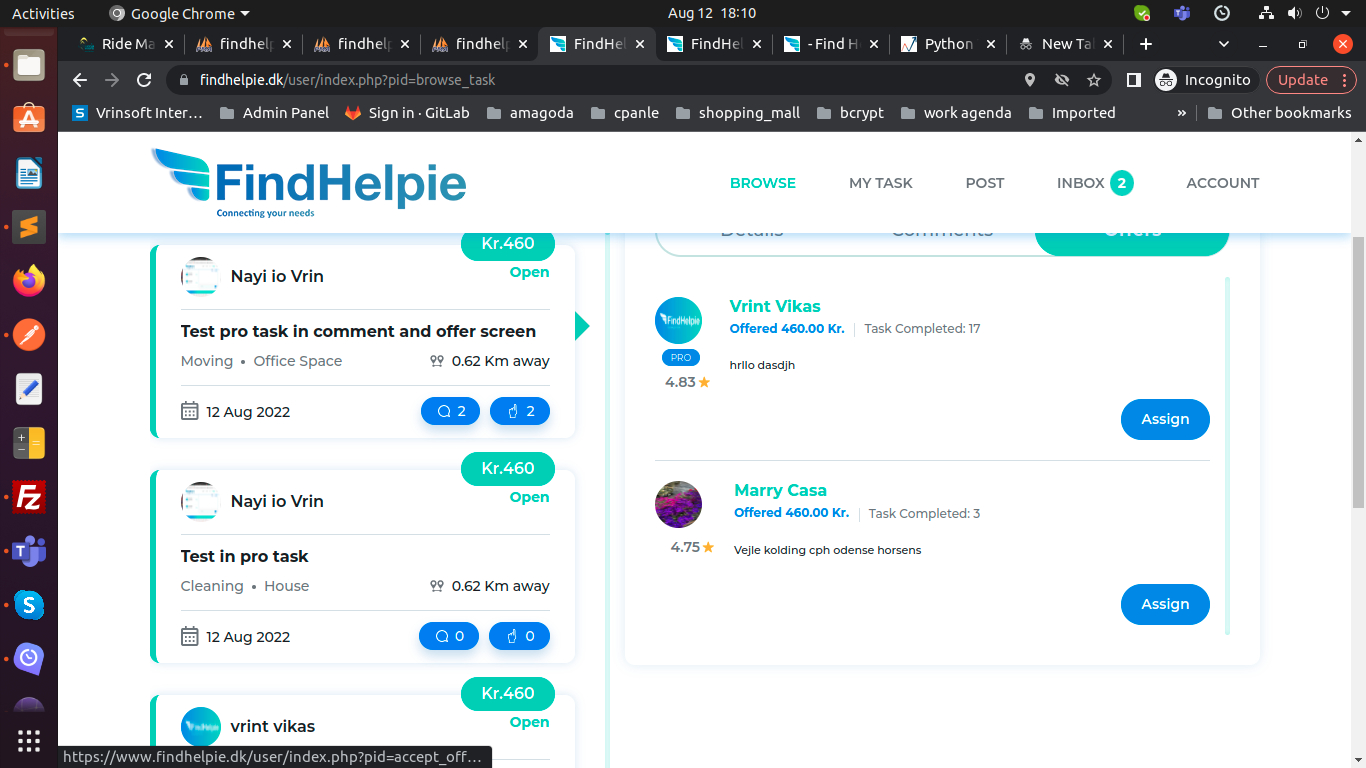 Activities
Google Chrome
Aug 12 18:10
Ride Ma
findhelp
findhelp
findhelp
FindHel
FindHel
- Find H
Python
New Ta
findhelpie.dk/user/index.php?pid=browse_task
Incognito
Update
Vrinsoft Inter...
Admin Panel
Sign in · GitLab
amagoda
cpanle
shopping_mall
bcrypt
work agenda
Imported
»
Other bookmarks
FindHelpie
Connecting your needs
BROWSE
MY TASK
POST
INBOX 2
ACCOUNT
Kr.460
Open
Nayi io Vrin
Test pro task in comment and offer screen
Moving • Office Space
0.62 Km away
12 Aug 2022
2
2
Kr.460
Open
Nayi io Vrin
Test in pro task
Cleaning • House
0.62 Km away
12 Aug 2022
0
0
Kr.460
Open
vrint vikas
Details
Comments
Offers
FindHelpie
Vrint Vikas
Offered 460.00 Kr.
Task Completed: 17
PRO
4.83
hrllo dasdjh
Assign
Marry Casa
Offered 460.00 Kr.
Task Completed: 3
4.75
Vejle kolding cph odense horsens
Assign
https://www.findhelpie.dk/user/index.php?pid=accept_off...